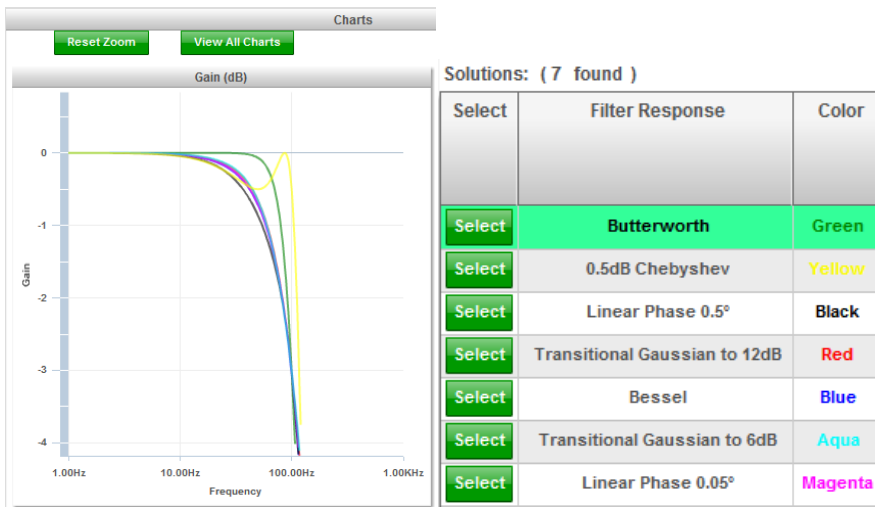 Charts
Reset Zoom
View All Charts
Gain (dB)
0
-1
-2
-3
-4
Gain
1.00Hz
10.00Hz
100.00Hz
1.00KHz
Frequency
Solutions: ( 7 found )
Select Filter Response Color
Select Butterworth Green
Select 0.5dB Chebyshev Yellow
Select Linear Phase 0.5° Black
Select Transitional Gaussian to 12dB Red
Select Bessel Blue
Select Transitional Gaussian to 6dB Aqua
Select Linear Phase 0.05° Magenta